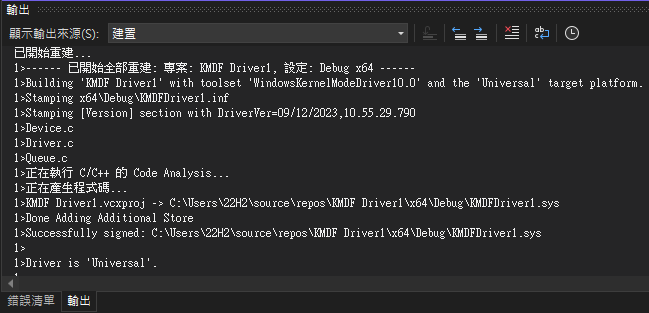 輸出
顯示輸出來源(S): 建置
已開始重建...
1>------ 已開始全部重建: 專案: KMDF Driver1, 設定: Debug x64 ------
1>Building 'KMDF Driver1' with toolset 'WindowsKernelModeDriver10.0' and the 'Universal' target platform.
1>Stamping x64\Debug\KMDFDriver1.inf
1>Stamping [Version] section with DriverVer=09/12/2023,10.55.29.790
1>Device.c
1>Driver.c
1>Queue.c
1>正在執行 C/C++ 的 Code Analysis...
1>正在產生程式碼...
1>KMDF Driver1.vcxproj -> C:\Users\22H2\source\repos\KMDF Driver1\x64\Debug\KMDFDriver1.sys
1>Done Adding Additional Store
1>Successfully signed: C:\Users\22H2\source\repos\KMDF Driver1\x64\Debug\KMDFDriver1.sys
1>
1>Driver is 'Universal'.
錯誤清單 輸出